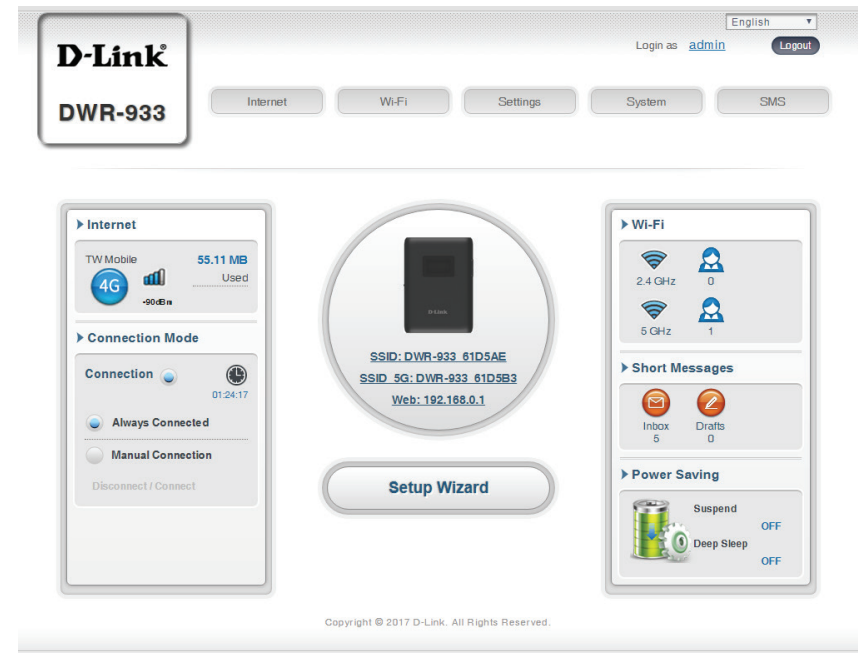 English
Login as admin Logout
D-Link
DWR-933
Internet Wi-Fi Settings System SMS
Internet
TW Mobile 55.11 MB
4G Used
-90dBm
Connection Mode
Connection
01:24:17
Always Connected
Manual Connection
Disconnect / Connect
D-Link
SSID: DWR-933_61D5AE
SSID_5G: DWR-933_61D5B3
Web: 192.168.0.1
Setup Wizard
Wi-Fi
2.4 GHz 0
5 GHz 1
Short Messages
Inbox Drafts
5 0
Power Saving
Suspend
OFF
Deep Sleep
OFF
Copyright © 2017 D-Link. All Rights Reserved.